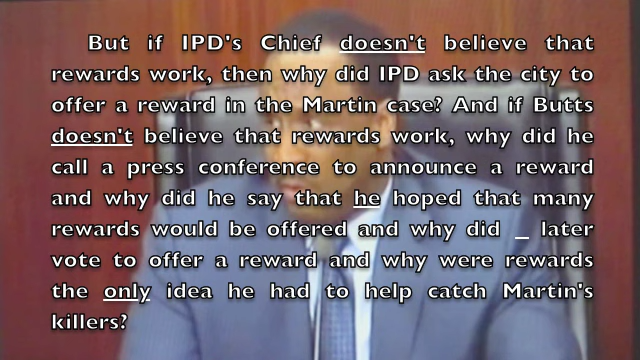 But if IPD's Chief doesn't believe that
rewards work, then why did IPD ask the city to
offer a reward in the Martin case? And if Butts
doesn't believe that rewards work, why did he
call a press conference to announce a reward
and why did he say that he hoped that many
rewards would be offered and why did _ later
vote to offer a reward and why were rewards
the only idea he had to help catch Martin's
killers?